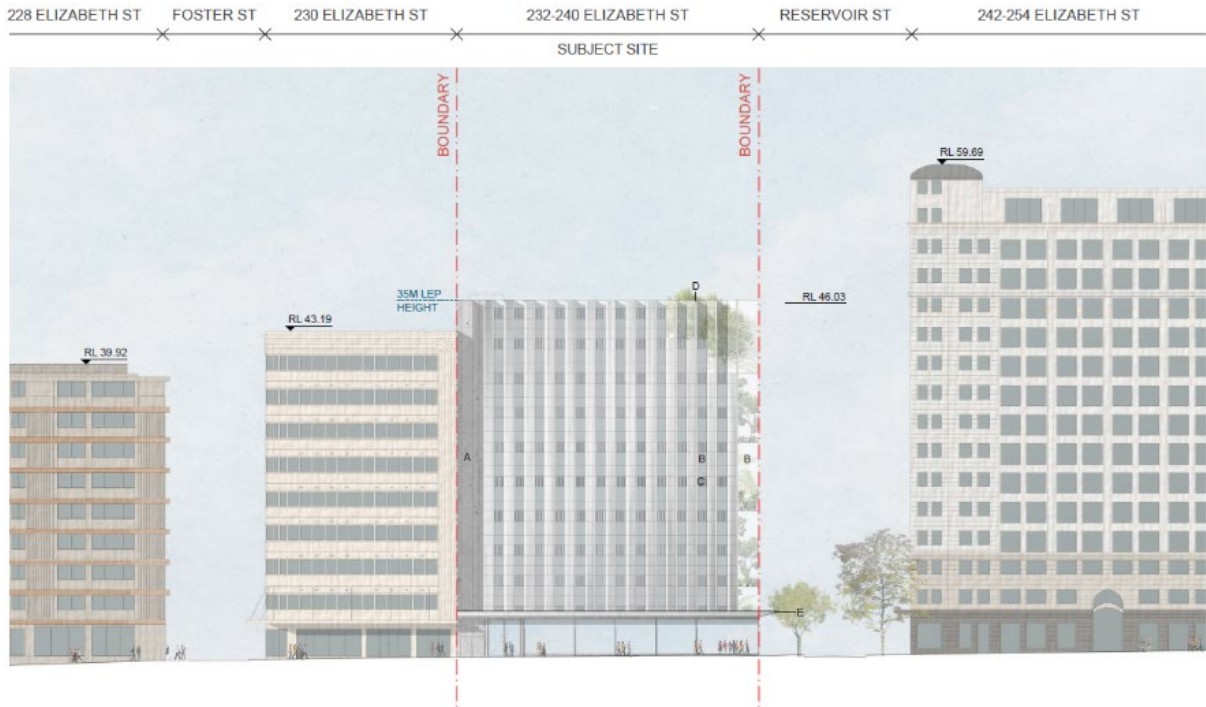 228 ELIZABETH ST
FOSTER ST
230 ELIZABETH ST
232-240 ELIZABETH ST
RESERVOIR ST
242-254 ELIZABETH ST
SUBJECT SITE
BOUNDARY
BOUNDARY
RL 59.69
D
35M LEP
HEIGHT
RL 46.03
RL 43.19
RL 39.92
A
B
B
C
E